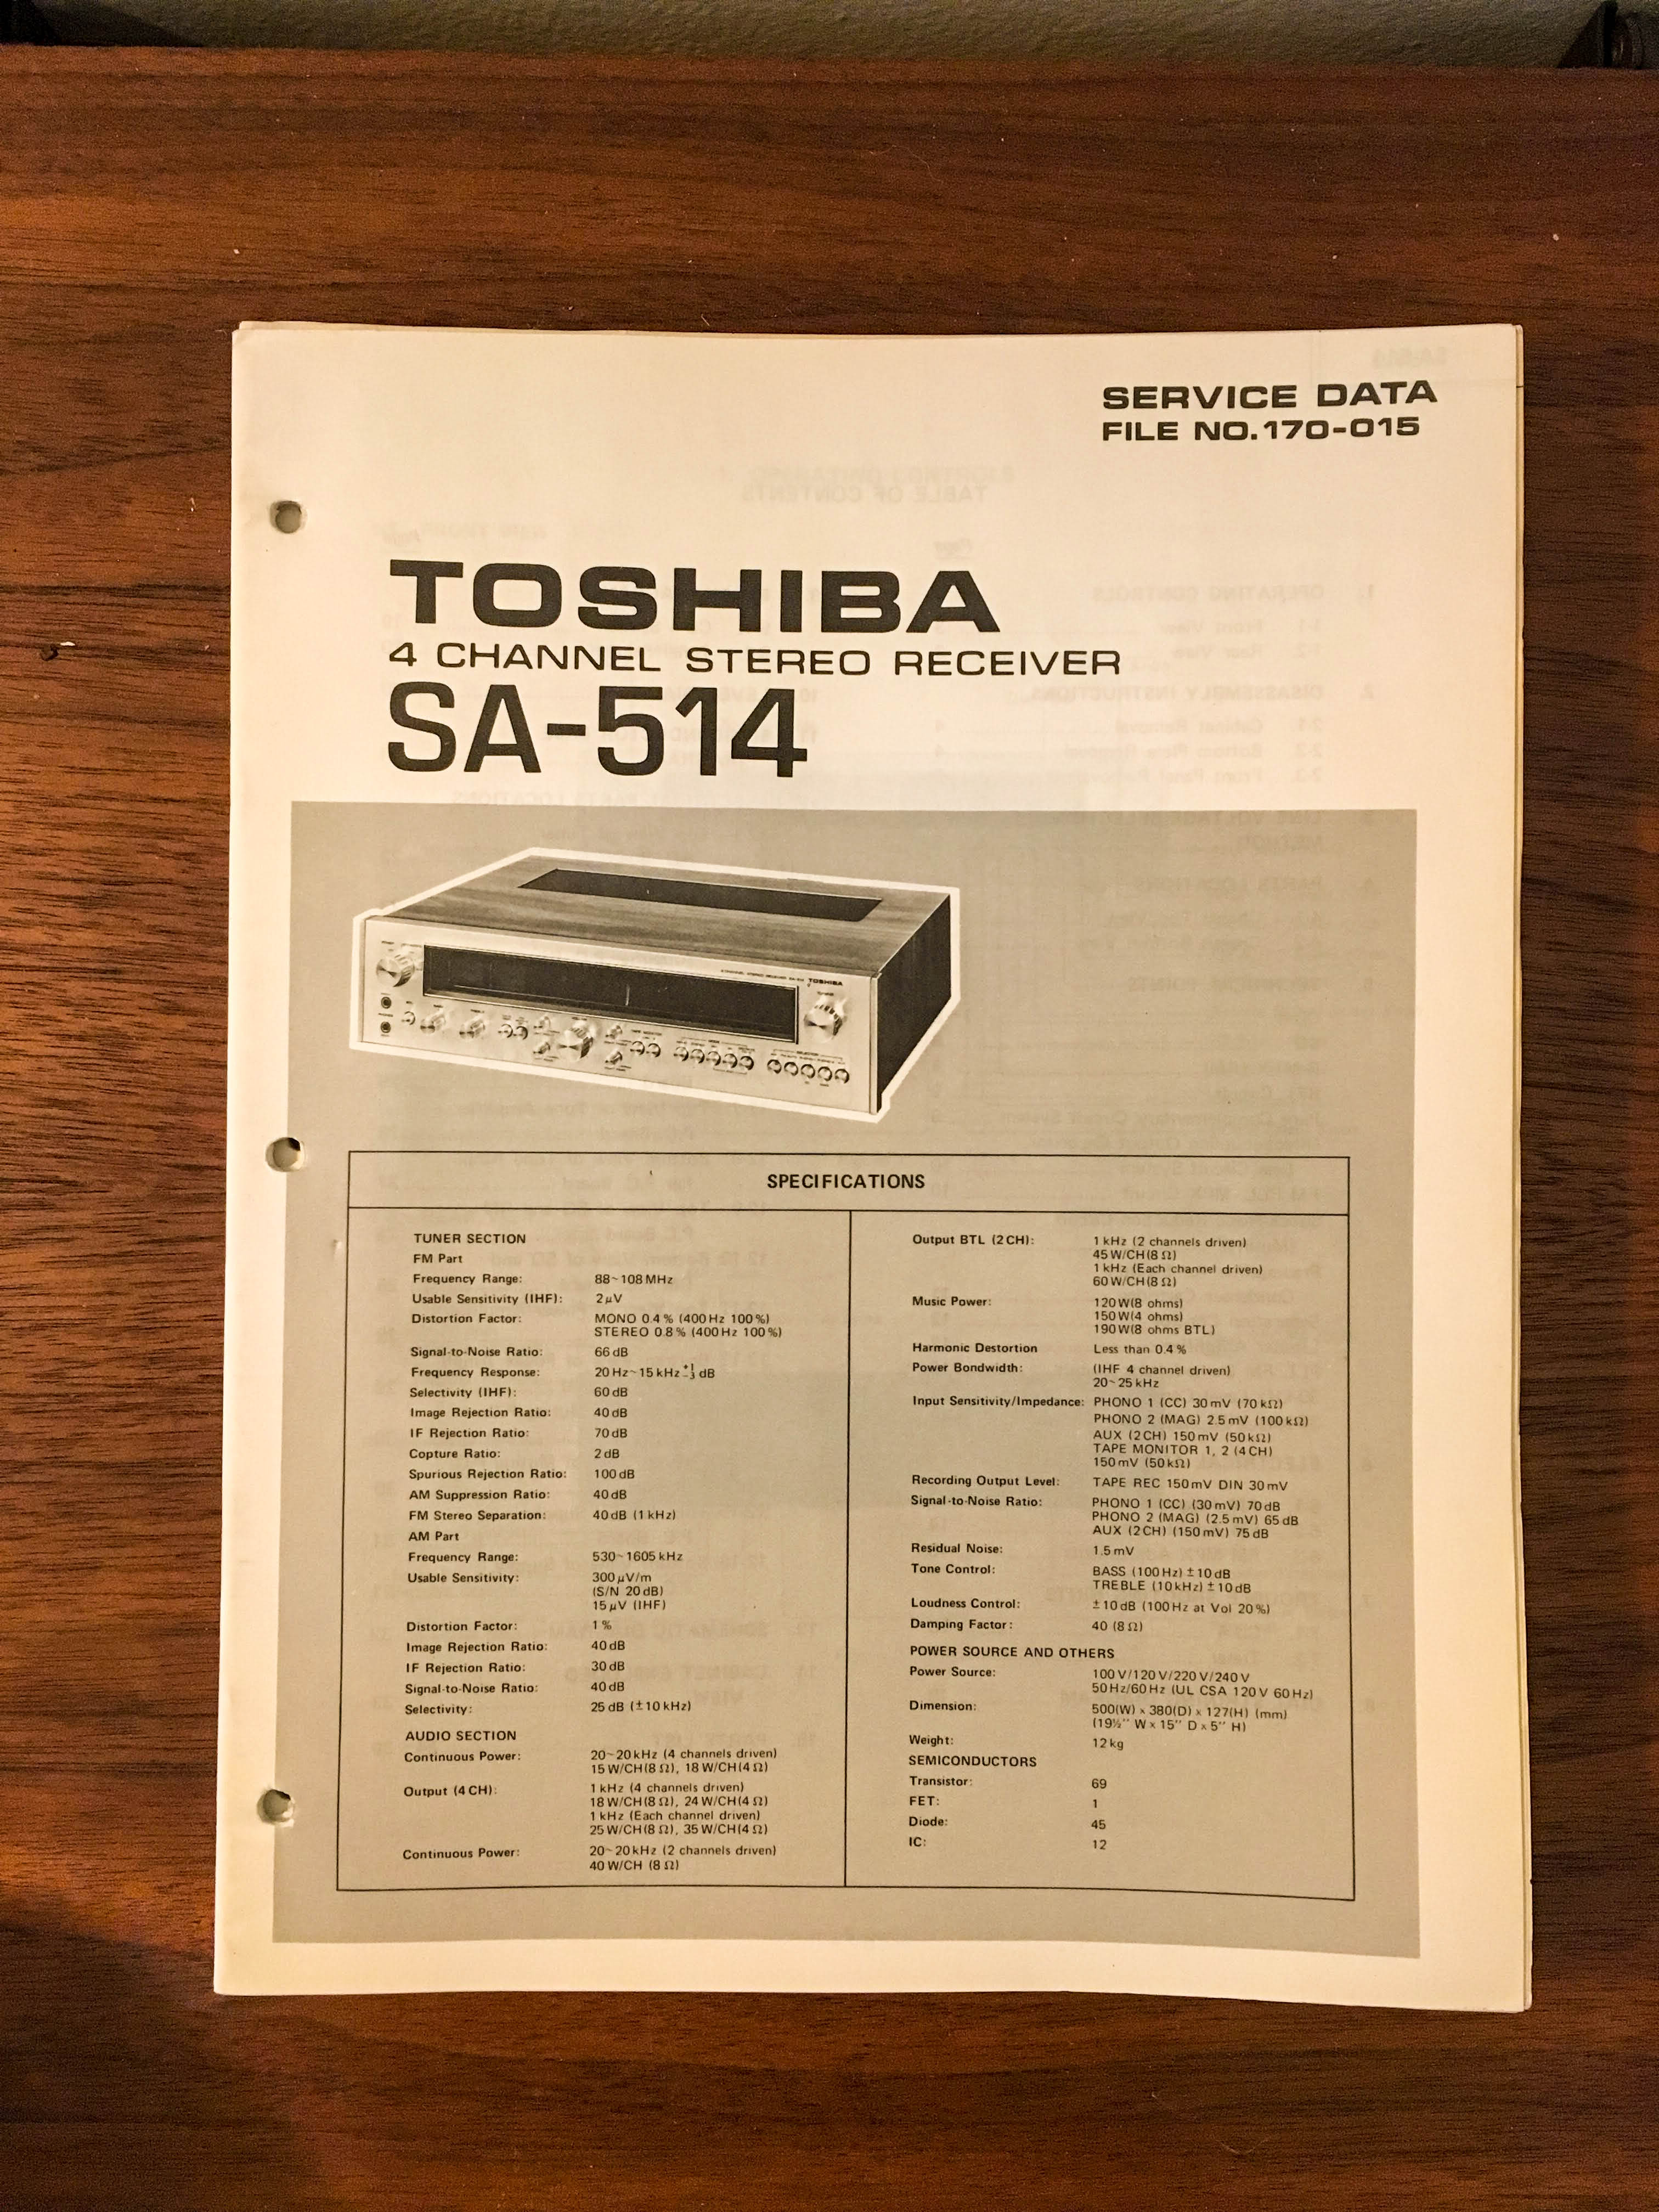 SERVICE DATA
FILE NO.170-015
TOSHIBA
4 CHANNEL STEREO RECEIVER
SA-514
TOSHIBA
SPECIFICATIONS
TUNER SECTION
FM Part
Frequency Range: 88~108 MHz
Usable Sensitivity (IHF): 2 μV
Distortion Factor: MONO 0.4 % (400 Hz 100 %)
STEREO 0.8 % (400 Hz 100 %)
Signal-to-Noise Ratio: 66 dB
Frequency Response: 20 Hz~15 kHz +1 -3 dB
Selectivity (IHF): 60 dB
Image Rejection Ratio: 40 dB
IF Rejection Ratio: 70 dB
Copture Ratio: 2 dB
Spurious Rejection Ratio: 100 dB
AM Suppression Ratio: 40 dB
FM Stereo Separation: 40 dB (1 kHz)
AM Part
Frequency Range: 530~1605 kHz
Usable Sensitivity: 300 μV/m
(S/N 20 dB)
15 μV (IHF)
Distortion Factor: 1 %
Image Rejection Ratio: 40 dB
IF Rejection Ratio: 30 dB
Signal-to-Noise Ratio: 40 dB
Selectivity: 25 dB (±10 kHz)
AUDIO SECTION
Continuous Power: 20~20 kHz (4 channels driven)
15 W/CH(8 Ω), 18 W/CH(4 Ω)
Output (4 CH): 1 kHz (4 channels driven)
18 W/CH(8 Ω), 24 W/CH(4 Ω)
1 kHz (Each channel driven)
25 W/CH(8 Ω), 35 W/CH(4 Ω)
Continuous Power: 20~20 kHz (2 channels driven)
40 W/CH (8 Ω)
Output BTL (2 CH): 1 kHz (2 channels driven)
45 W/CH(8 Ω)
1 kHz (Each channel driven)
60 W/CH(8 Ω)
Music Power: 120 W(8 ohms)
150 W(4 ohms)
190 W(8 ohms BTL)
Harmonic Destortion Less than 0.4 %
Power Bondwidth: (IHF 4 channel driven)
20~25 kHz
Input Sensitivity/Impedance: PHONO 1 (CC) 30 mV (70 kΩ)
PHONO 2 (MAG) 2.5 mV (100 kΩ)
AUX (2 CH) 150 mV (50 kΩ)
TAPE MONITOR 1, 2 (4 CH)
150 mV (50 kΩ)
Recording Output Level: TAPE REC 150 mV DIN 30 mV
Signal-to-Noise Ratio: PHONO 1 (CC) (30 mV) 70 dB
PHONO 2 (MAG) (2.5 mV) 65 dB
AUX (2 CH) (150 mV) 75 dB
Residual Noise: 1.5 mV
Tone Control: BASS (100 Hz) ±10 dB
TREBLE (10 kHz) ±10 dB
Loudness Control: ±10 dB (100 Hz at Vol 20 %)
Damping Factor: 40 (8 Ω)
POWER SOURCE AND OTHERS
Power Source: 100 V/120 V/220 V/240 V
50 Hz/60 Hz (UL CSA 120 V 60 Hz)
Dimension: 500(W) x 380(D) x 127(H) (mm)
(19½'' W x 15'' D x 5'' H)
Weight: 12 kg
SEMICONDUCTORS
Transistor: 69
FET: 1
Diode: 45
IC: 12